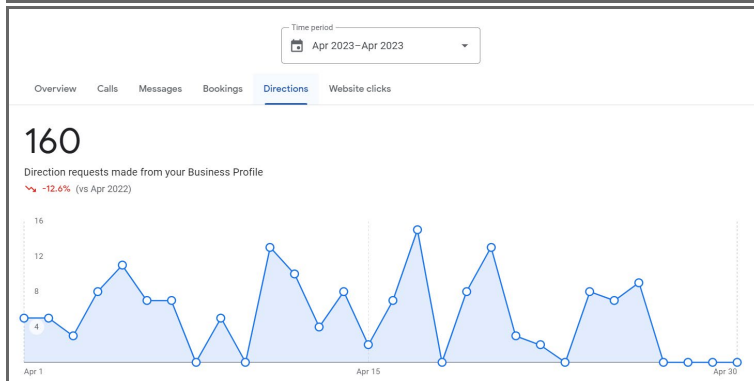 Time period
Apr 2023–Apr 2023
Overview Calls Messages Bookings Directions Website clicks
160
Direction requests made from your Business Profile
-12.6% (vs Apr 2022)
16
12
8
4
Apr 1 Apr 15 Apr 30